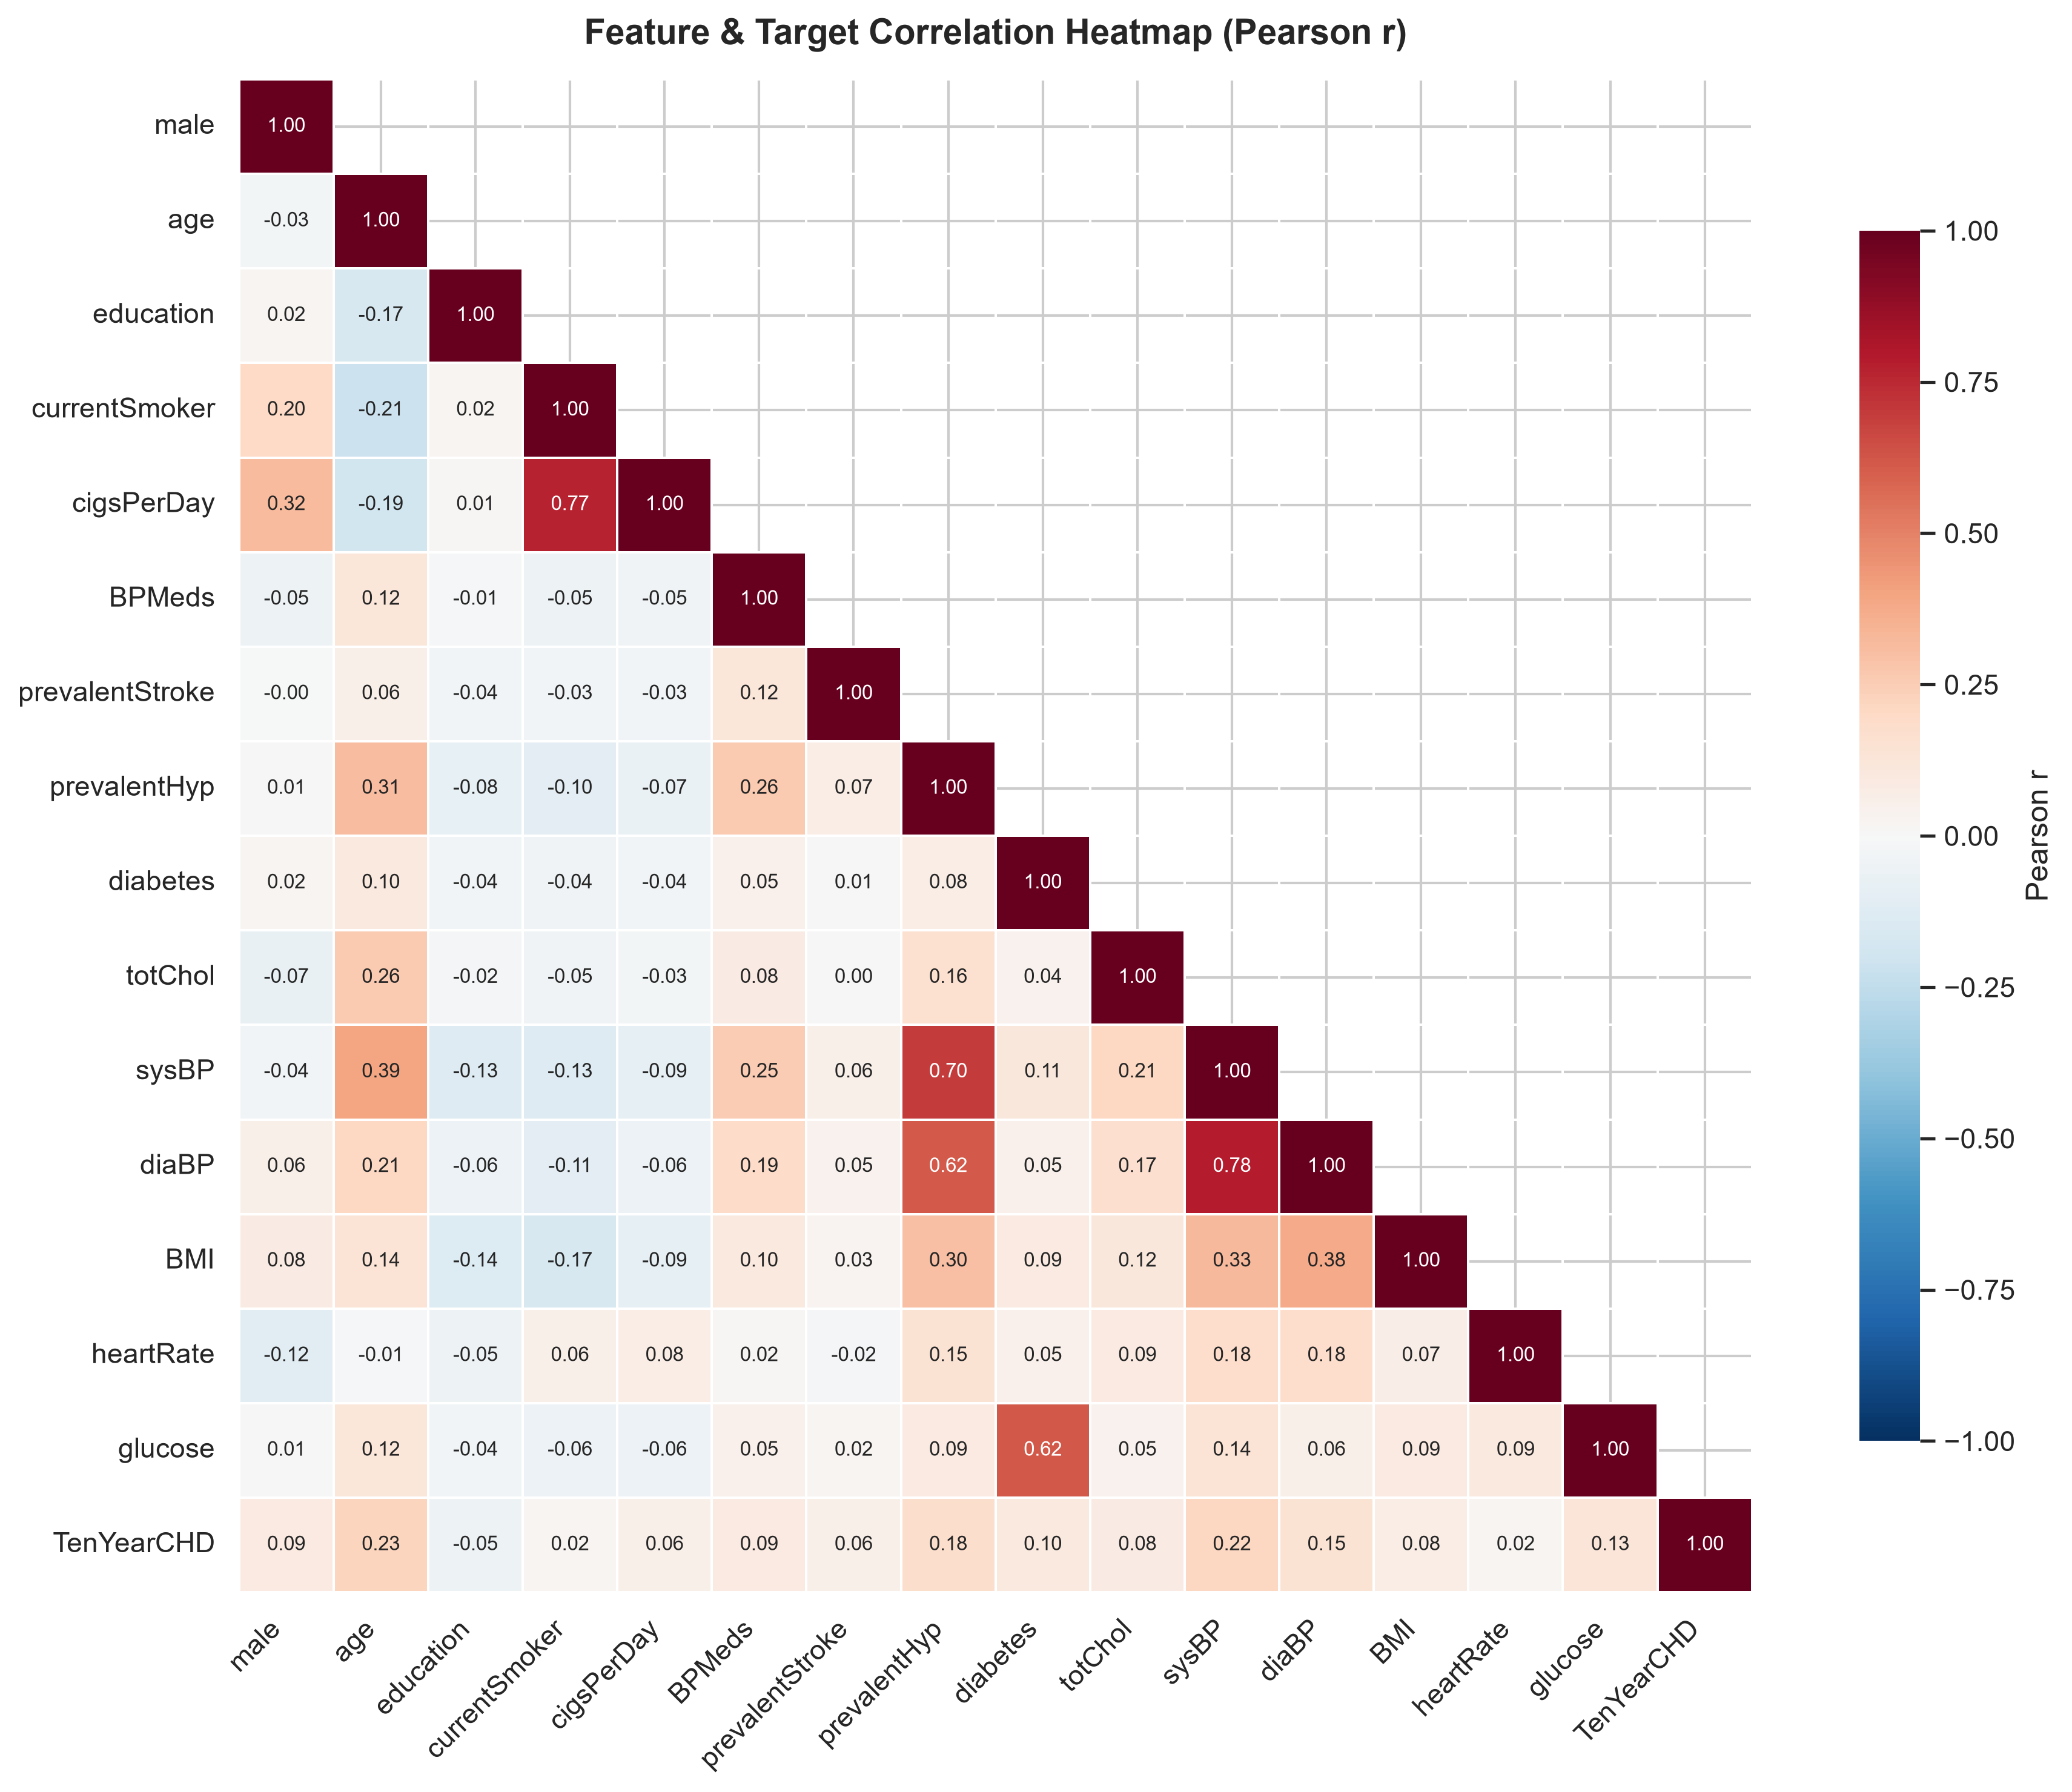 Feature & Target Correlation Heatmap (Pearson r)
male 1.00
age -0.03 1.00
education 0.02 -0.17 1.00
currentSmoker 0.20 -0.21 0.02 1.00
cigsPerDay 0.32 -0.19 0.01 0.77 1.00
BPMeds -0.05 0.12 -0.01 -0.05 -0.05 1.00
prevalentStroke -0.00 0.06 -0.04 -0.03 -0.03 0.12 1.00
prevalentHyp 0.01 0.31 -0.08 -0.10 -0.07 0.26 0.07 1.00
diabetes 0.02 0.10 -0.04 -0.04 -0.04 0.05 0.01 0.08 1.00
totChol -0.07 0.26 -0.02 -0.05 -0.03 0.08 0.00 0.16 0.04 1.00
sysBP -0.04 0.39 -0.13 -0.13 -0.09 0.25 0.06 0.70 0.11 0.21 1.00
diaBP 0.06 0.21 -0.06 -0.11 -0.06 0.19 0.05 0.62 0.05 0.17 0.78 1.00
BMI 0.08 0.14 -0.14 -0.17 -0.09 0.10 0.03 0.30 0.09 0.12 0.33 0.38 1.00
heartRate -0.12 -0.01 -0.05 0.06 0.08 0.02 -0.02 0.15 0.05 0.09 0.18 0.18 0.07 1.00
glucose 0.01 0.12 -0.04 -0.06 -0.06 0.05 0.02 0.09 0.62 0.05 0.14 0.06 0.09 0.09 1.00
TenYearCHD 0.09 0.23 -0.05 0.02 0.06 0.09 0.06 0.18 0.10 0.08 0.22 0.15 0.08 0.02 0.13 1.00
male age education currentSmoker cigsPerDay BPMeds prevalentStroke prevalentHyp diabetes totChol sysBP diaBP BMI heartRate glucose TenYearCHD
1.00
0.75
0.50
0.25
0.00
−0.25
−0.50
−0.75
−1.00
Pearson r